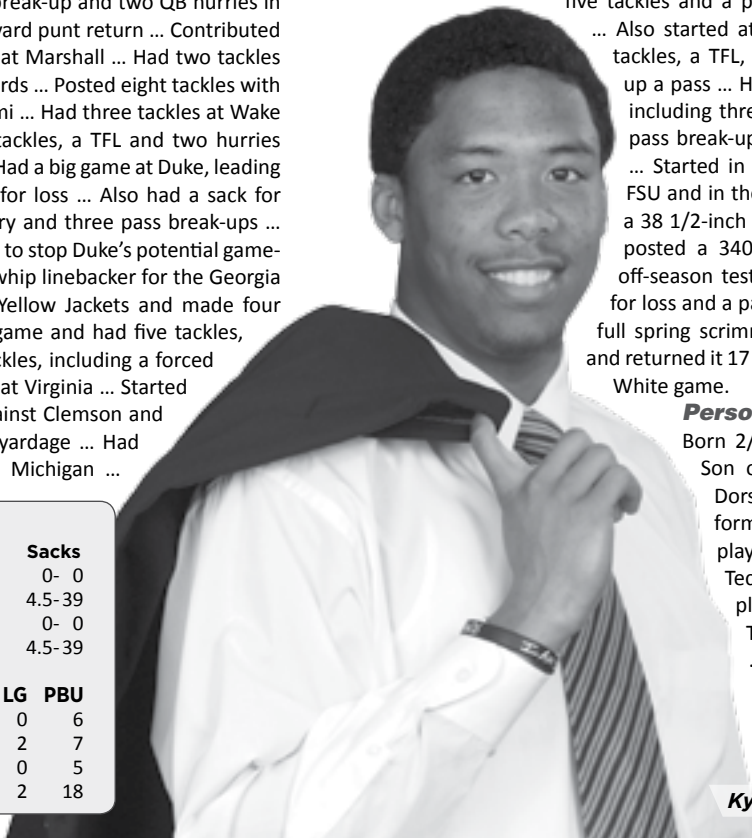 break-up and two QB hurries in
yard punt return ... Contributed
at Marshall ... Had two tackles
rds ... Posted eight tackles with
mi ... Had three tackles at Wake
tackles, a TFL and two hurries
Had a big game at Duke, leading
for loss ... Also had a sack for
ry and three pass break-ups ...
to stop Duke's potential game-
whip linebacker for the Georgia
Yellow Jackets and made four
game and had five tackles,
ckles, including a forced
at Virginia ... Started
ainst Clemson and
yardage ... Had
Michigan ...
Sacks
0- 0
4.5-39
0- 0
4.5-39
LG PBU
0 6
2 7
0 5
2 18
five tackles and a p
... Also started at
tackles, a TFL,
up a pass ... H
including thre
pass break-up
... Started in
FSU and in the
a 38 1/2-inch
posted a 340
off-season test
for loss and a pa
full spring scrimm
and returned it 17
White game.
Perso
Born 2/
Son o
Dors
form
play
Tec
pl
T
Ky